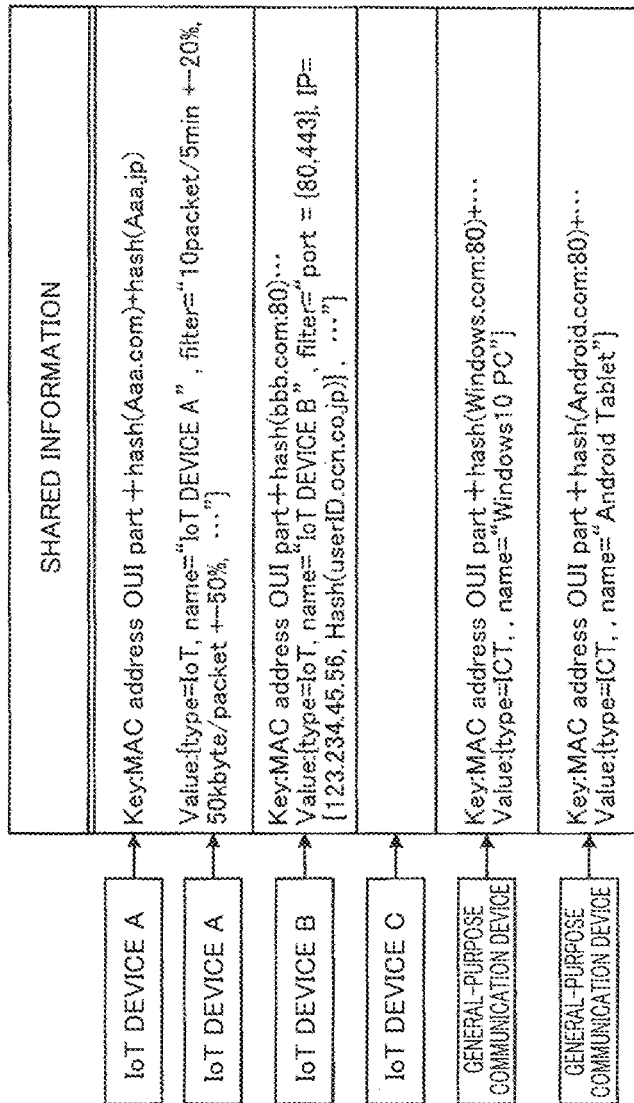 SHARED INFORMATION
IoT DEVICE A
Key:MAC address OUI part+hash(Aaa.com)+hash(Aaa.jp)
IoT DEVICE A
Value:[type=IoT, name="IoT DEVICE A" , filter="10packet/5min +-20%,
50kbyte/packet +-50%, ..."]
IoT DEVICE B
Key:MAC address OUI part+hash(bbb.com:80)...
Value:[type=IoT, name="IoT DEVICE B" , filter="port = [80,443], IP=
[123.234.45.56, Hash(userID.ocn.co.jp)] , ..."]
IoT DEVICE C
GENERAL-PURPOSE
COMMUNICATION DEVICE
Key:MAC address OUI part+hash(Windows.com:80)+...
Value:[type=ICT, , name="Windows10 PC"]
GENERAL-PURPOSE
COMMUNICATION DEVICE
Key:MAC address OUI part+hash(Android.com:80)+...
Value:[type=ICT, , name="Android Tablet"]